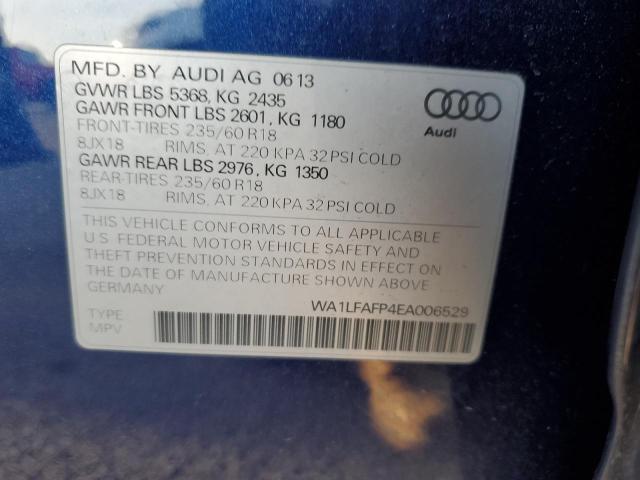 MFD. BY AUDI AG 0613
GVWR LBS 5368, KG 2435
GAWR FRONT LBS 2601, KG 1180
FRONT-TIRES 235/60 R18
8JX18 RIMS, AT 220 KPA 32 PSI COLD
GAWR REAR LBS 2976, KG 1350
REAR-TIRES 235/60 R18
8JX18 RIMS, AT 220 KPA 32 PSI COLD
Audi
THIS VEHICLE CONFORMS TO ALL APPLICABLE
U.S. FEDERAL MOTOR VEHICLE SAFETY AND
THEFT PREVENTION STANDARDS IN EFFECT ON
THE DATE OF MANUFACTURE SHOWN ABOVE
GERMANY
WA1LFAFP4EA006529
TYPE
MPV